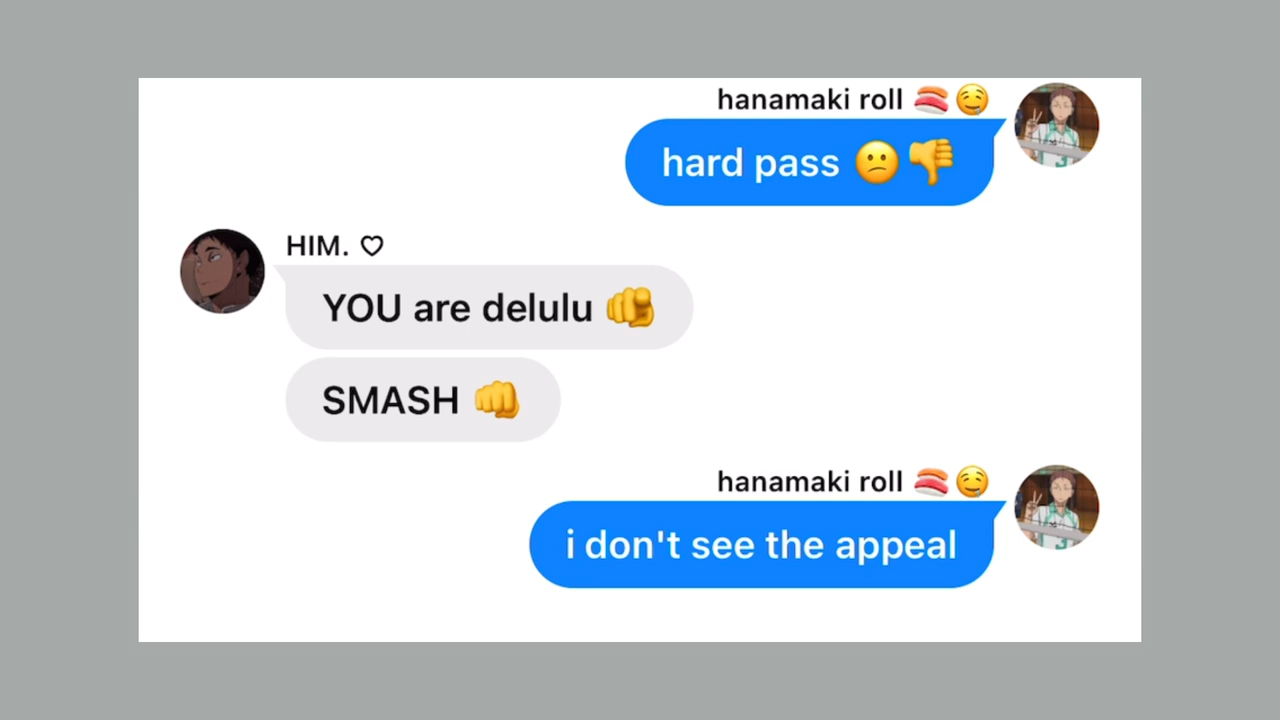 hanamaki roll 🍣 🤤
hard pass 😕👎
HIM. ♡
YOU are delulu 🫵
SMASH 👊
hanamaki roll 🍣 🤤
i don't see the appeal